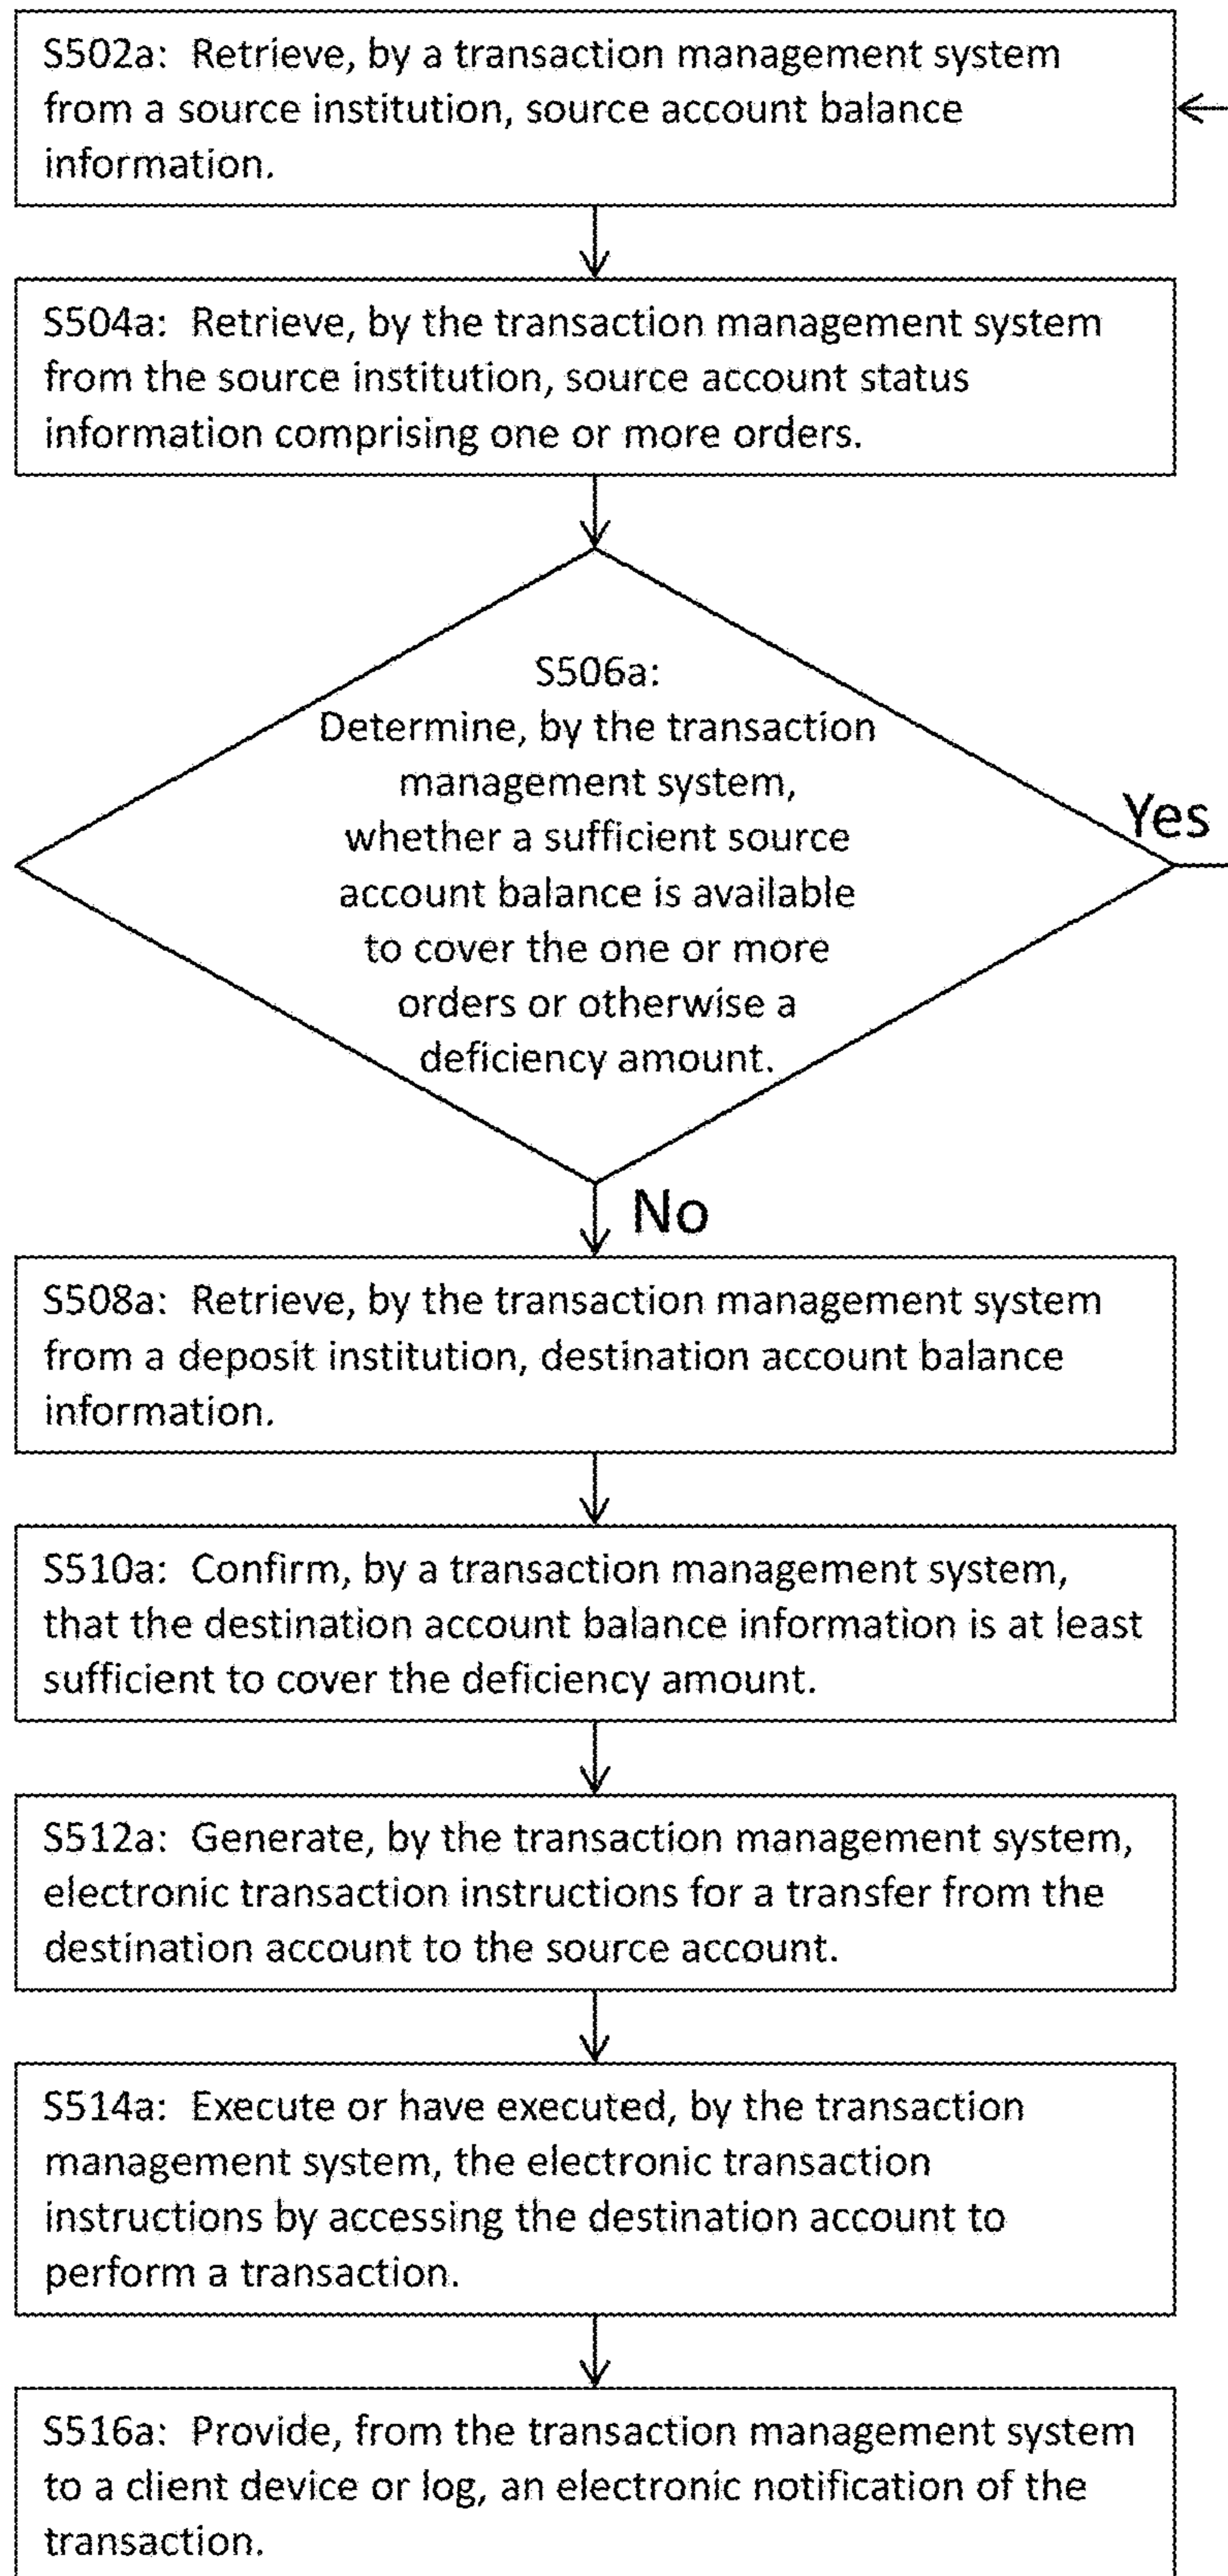 S502a: Retrieve, by a transaction management system
from a source institution, source account balance
information.
S504a: Retrieve, by the transaction management system
from the source institution, source account status
information comprising one or more orders.
S506a:
Determine, by the transaction
management system,
whether a sufficient source
account balance is available
to cover the one or more
orders or otherwise a
deficiency amount.
Yes
No
S508a: Retrieve, by the transaction management system
from a deposit institution, destination account balance
information.
S510a: Confirm, by a transaction management system,
that the destination account balance information is at least
sufficient to cover the deficiency amount.
S512a: Generate, by the transaction management system,
electronic transaction instructions for a transfer from the
destination account to the source account.
S514a: Execute or have executed, by the transaction
management system, the electronic transaction
instructions by accessing the destination account to
perform a transaction.
S516a: Provide, from the transaction management system
to a client device or log, an electronic notification of the
transaction.